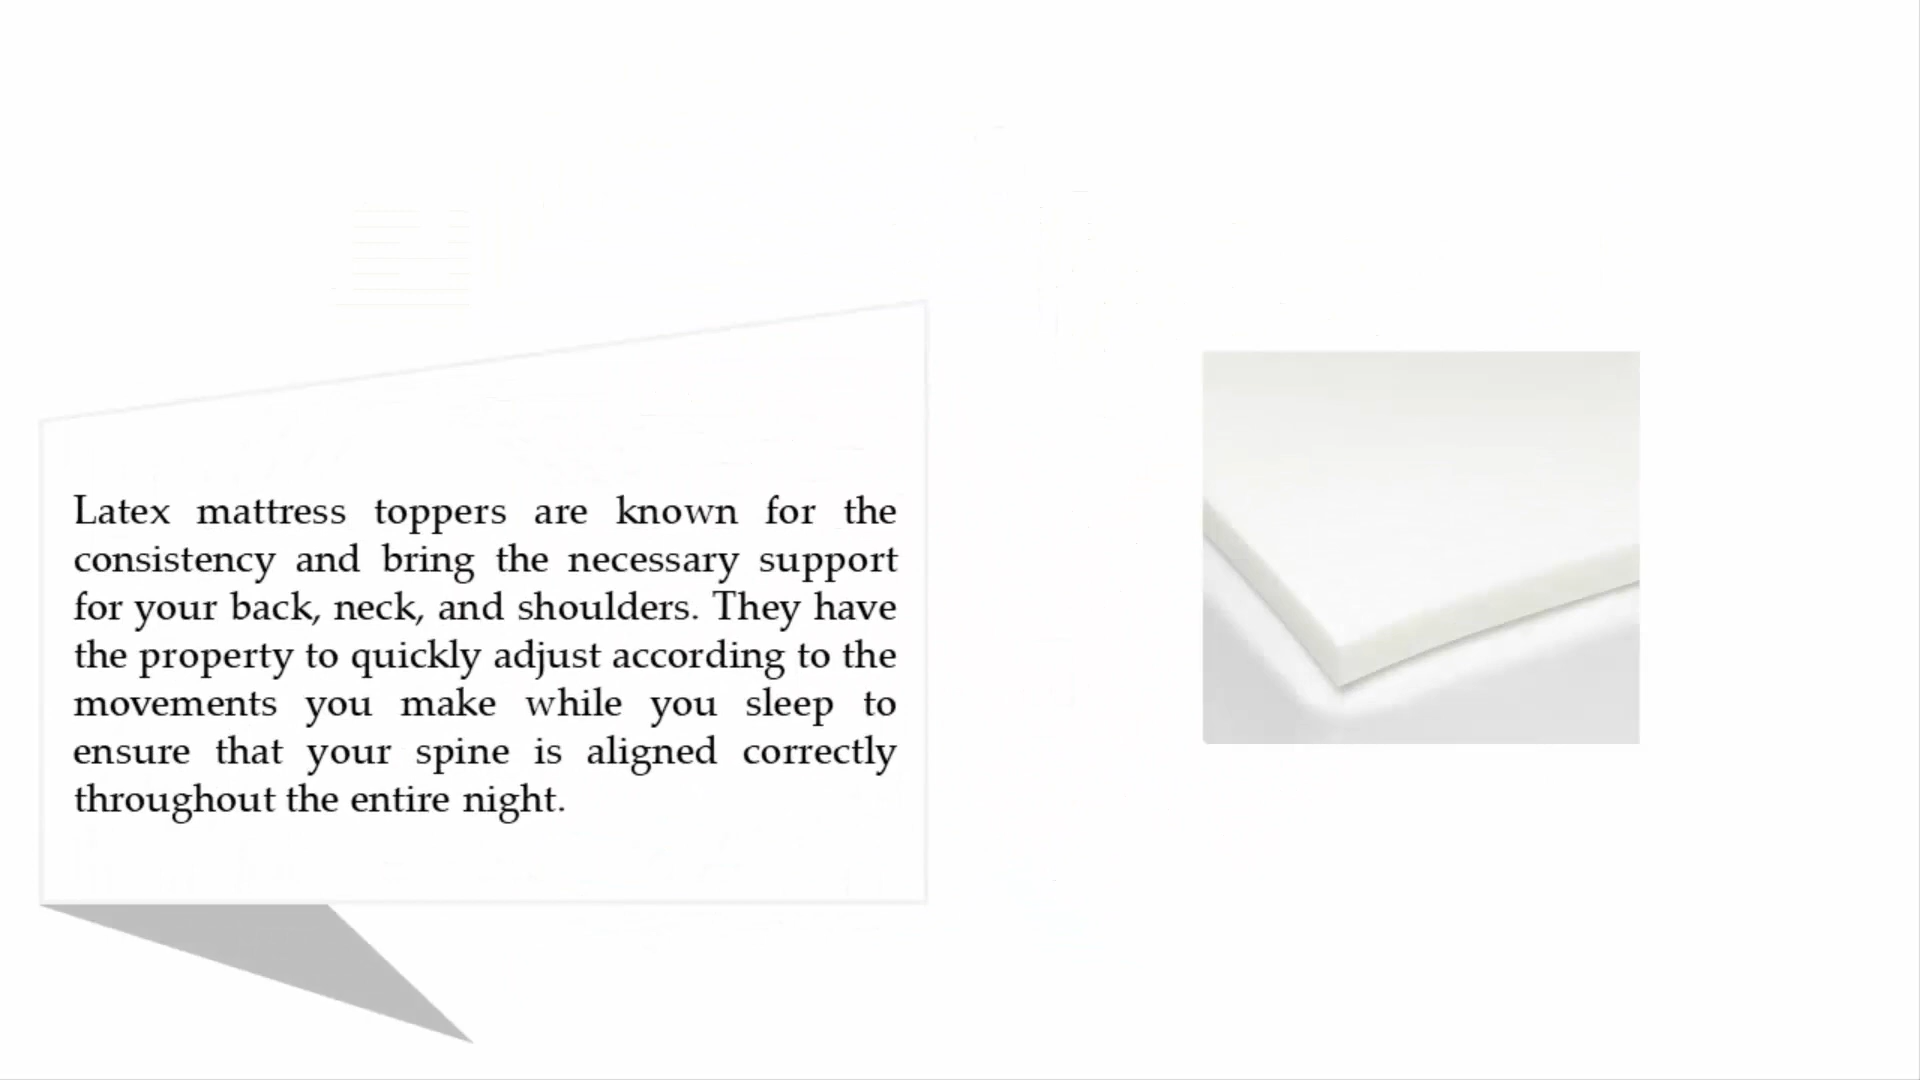 Latex mattress toppers are known for the
consistency and bring the necessary support
for your back, neck, and shoulders. They have
the property to quickly adjust according to the
movements you make while you sleep to
ensure that your spine is aligned correctly
throughout the entire night.